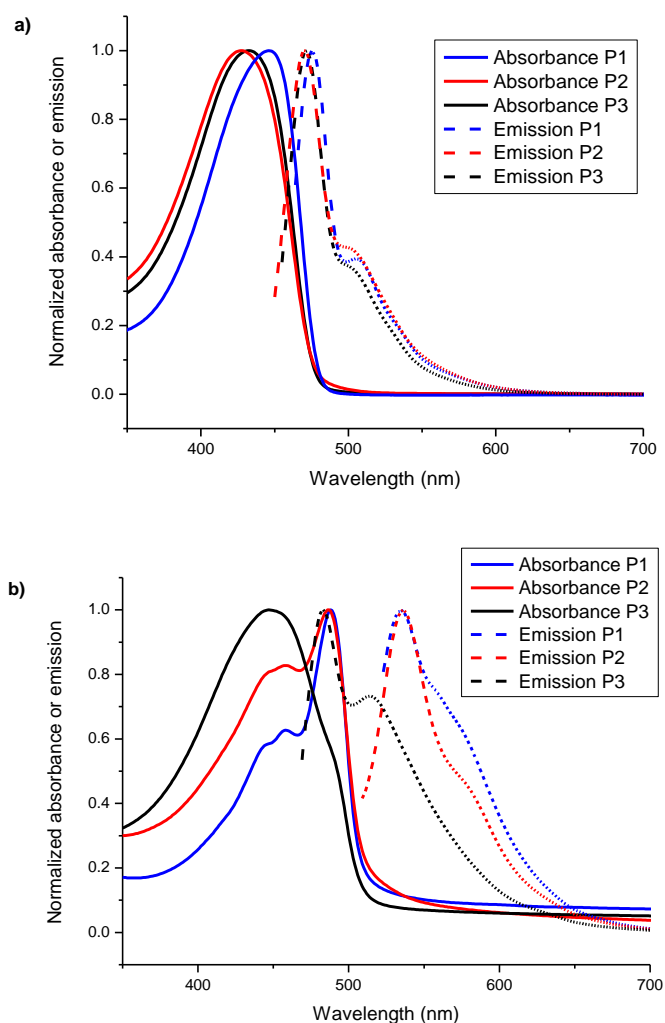 a)
Normalized absorbance or emission
1.0
0.8
0.6
0.4
0.2
0.0
Absorbance P1
Absorbance P2
Absorbance P3
Emission P1
Emission P2
Emission P3
400 500 600 700
Wavelength (nm)
b)
Normalized absorbance or emission
1.0
0.8
0.6
0.4
0.2
0.0
Absorbance P1
Absorbance P2
Absorbance P3
Emission P1
Emission P2
Emission P3
400 500 600 700
Wavelength (nm)